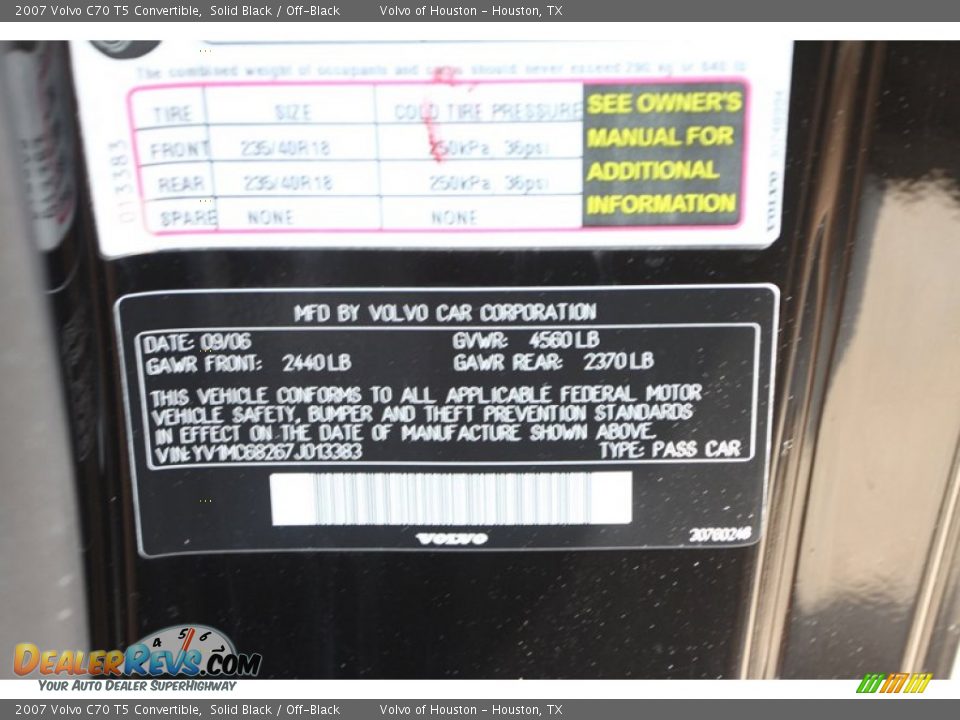 2007 Volvo C70 T5 Convertible, Solid Black / Off-Black Volvo of Houston - Houston, TX
The combined weight of occupants and cargo should never exceed
TIRE SIZE COLD TIRE PRESSURE
FRONT 235/40R18 250kPa, 36psi
REAR 235/40R18 250kPa, 36psi
SPARE NONE NONE
SEE OWNER'S
MANUAL FOR
ADDITIONAL
INFORMATION
013383
VOLVO
MFD BY VOLVO CAR CORPORATION
DATE: 09/06 GVWR: 4560 LB
GAWR FRONT: 2440 LB GAWR REAR: 2370 LB
THIS VEHICLE CONFORMS TO ALL APPLICABLE FEDERAL MOTOR
VEHICLE SAFETY, BUMPER AND THEFT PREVENTION STANDARDS
IN EFFECT ON THE DATE OF MANUFACTURE SHOWN ABOVE.
VIN: YV1MC68267J013383 TYPE: PASS CAR
VOLVO
30760246
4 5 6
DEALERREVS.COM
YOUR AUTO DEALER SUPERHIGHWAY
2007 Volvo C70 T5 Convertible, Solid Black / Off-Black Volvo of Houston - Houston, TX